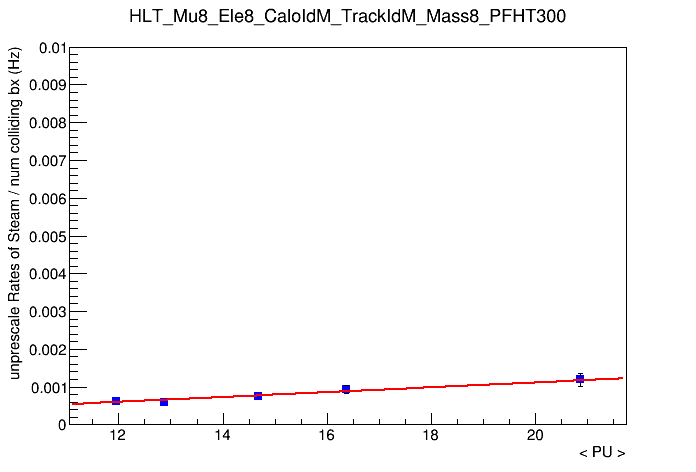 HLT_Mu8_Ele8_CaloIdM_TrackIdM_Mass8_PFHT300
unprescale Rates of Steam / num colliding bx (Hz)
0.01
0.009
0.008
0.007
0.006
0.005
0.004
0.003
0.002
0.001
0
12 14 16 18 20
< PU >